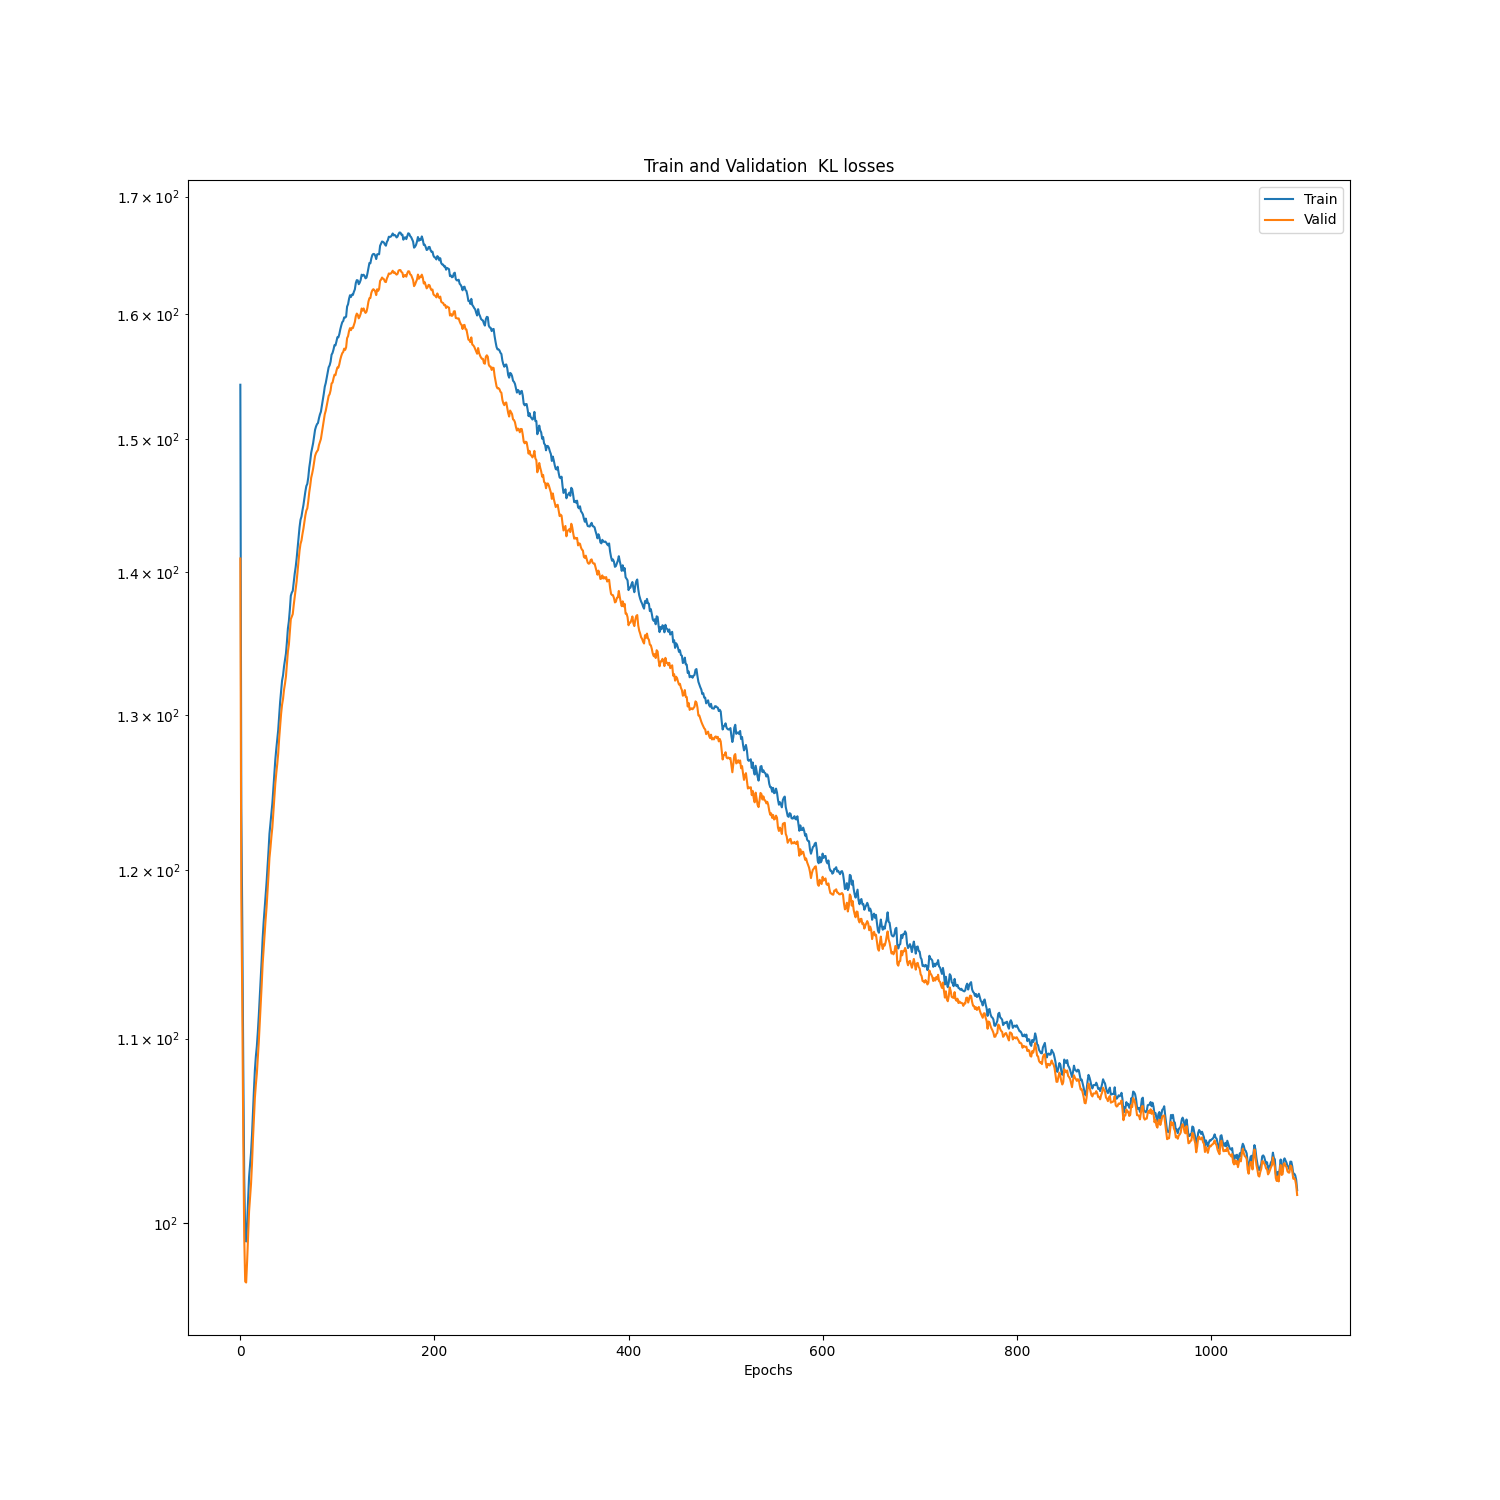 Train and Validation  KL losses
1.7 × 10²
1.6 × 10²
1.5 × 10²
1.4 × 10²
1.3 × 10²
1.2 × 10²
1.1 × 10²
10²
Train
Valid
0 200 400 600 800 1000
Epochs